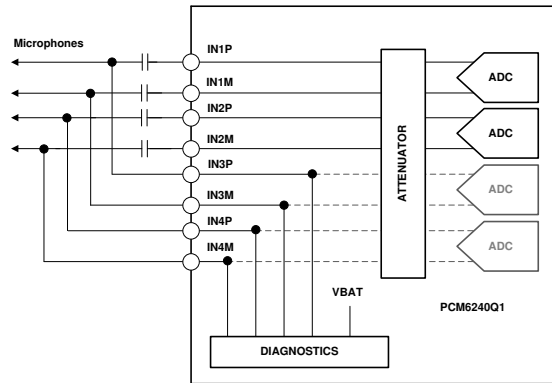 Microphones
IN1P
IN1M
IN2P
IN2M
IN3P
IN3M
IN4P
IN4M
ATTENUATOR
ADC
ADC
ADC
ADC
VBAT
PCM6240Q1
DIAGNOSTICS